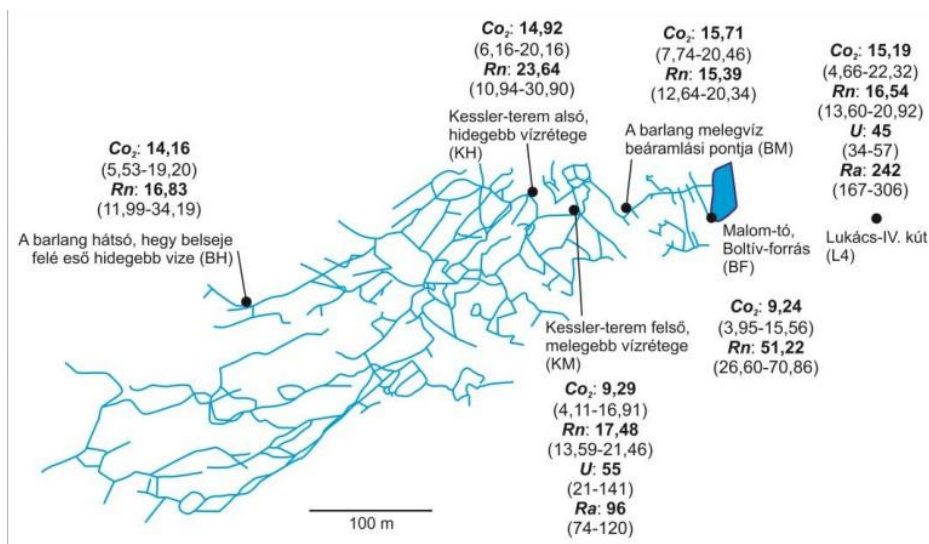 Co₂: 14,92
(6,16-20,16)
Rn: 23,64
(10,94-30,90)
Kessler-terem alsó,
hidegebb vízrétege
(KH)
Co₂: 15,71
(7,74-20,46)
Rn: 15,39
(12,64-20,34)
A barlang melegvíz
beáramlási pontja (BM)
Co₂: 15,19
(4,66-22,32)
Rn: 16,54
(13,60-20,92)
U: 45
(34-57)
Ra: 242
(167-306)
Lukács-IV. kút
(L4)
Co₂: 14,16
(5,53-19,20)
Rn: 16,83
(11,99-34,19)
A barlang hátsó, hegy belseje
felé eső hidegebb vize (BH)
Malom-tó,
Boltív-forrás
(BF)
Co₂: 9,24
(3,95-15,56)
Rn: 51,22
(26,60-70,86)
Kessler-terem felső,
melegebb vízrétege
(KM)
Co₂: 9,29
(4,11-16,91)
Rn: 17,48
(13,59-21,46)
U: 55
(21-141)
Ra: 96
(74-120)
100 m